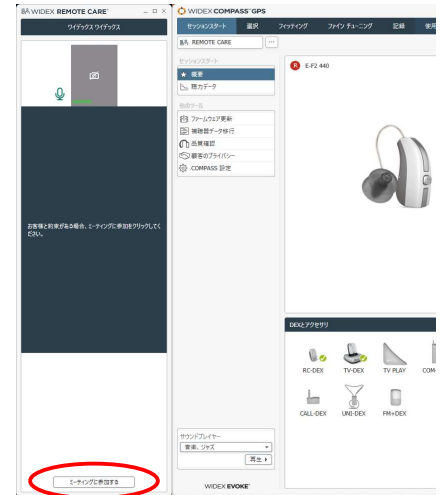 WIDEX REMOTE CARE™
ワイデックス ワイデックス
お客様と約束がある場合、ミーティングに参加をクリックしてく
ださい。
ミーティングに参加する
WIDEX COMPASS™ GPS
セッションスタート
選択
フィッティング
ファイン チューニング
記録
使用
REMOTE CARE
...
セッションスタート
概要
聴力データ
他のツール
ファームウェア更新
補聴器データ移行
品質確認
顧客のプライバシー
COMPASS 設定
サウンドプレイヤー
音楽、ジャズ
再生
WIDEX EVOKE™
R E-F2 440
DEXとアクセサリ
RC-DEX
TV-DEX
TV PLAY
COM-
CALL-DEX
UNI-DEX
FM+DEX